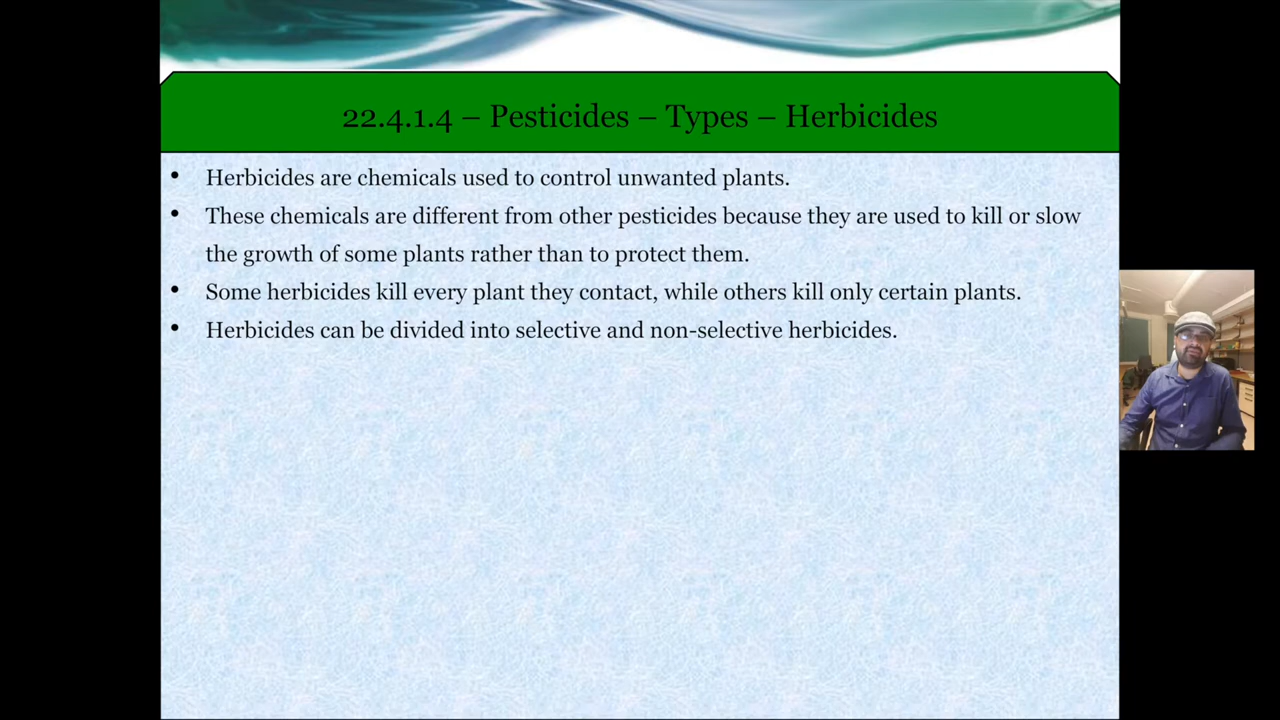 22.4.1.4 – Pesticides – Types – Herbicides
• Herbicides are chemicals used to control unwanted plants.
• These chemicals are different from other pesticides because they are used to kill or slow
the growth of some plants rather than to protect them.
• Some herbicides kill every plant they contact, while others kill only certain plants.
• Herbicides can be divided into selective and non-selective herbicides.